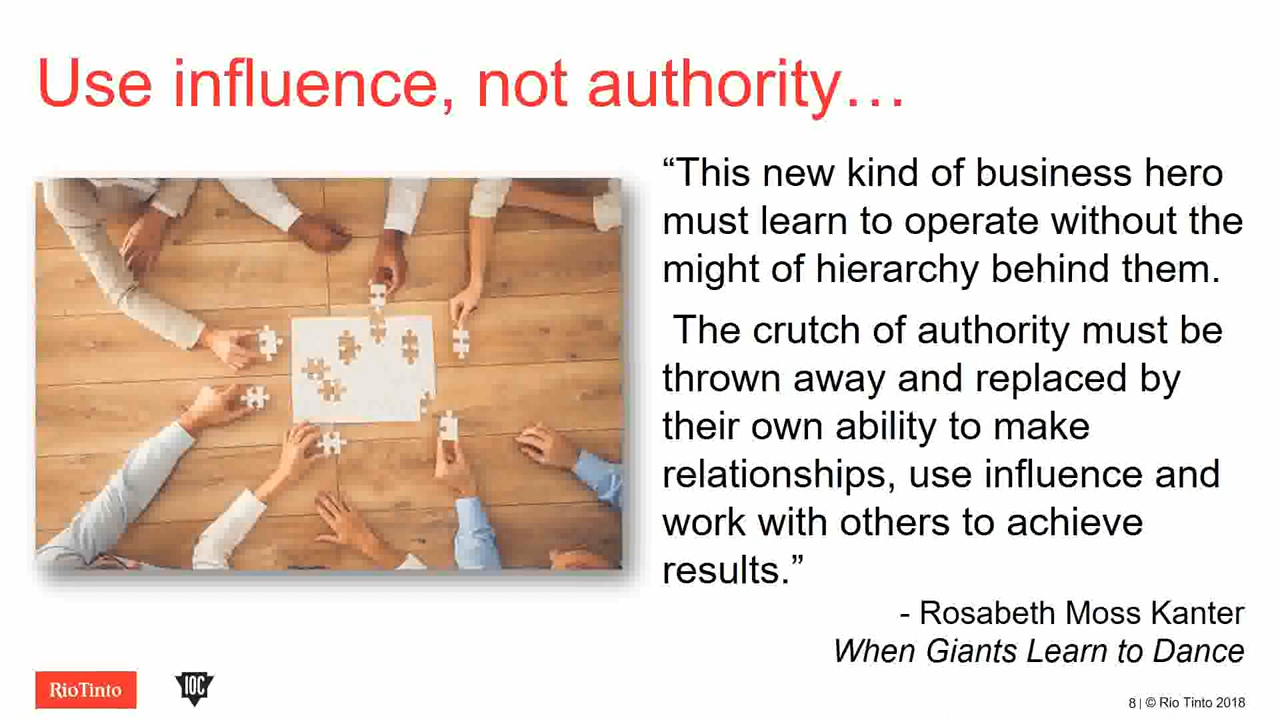 Use influence, not authority…
“This new kind of business hero
must learn to operate without the
might of hierarchy behind them.
The crutch of authority must be
thrown away and replaced by
their own ability to make
relationships, use influence and
work with others to achieve
results.”
- Rosabeth Moss Kanter
When Giants Learn to Dance
RioTinto
IOC
8 | © Rio Tinto 2018